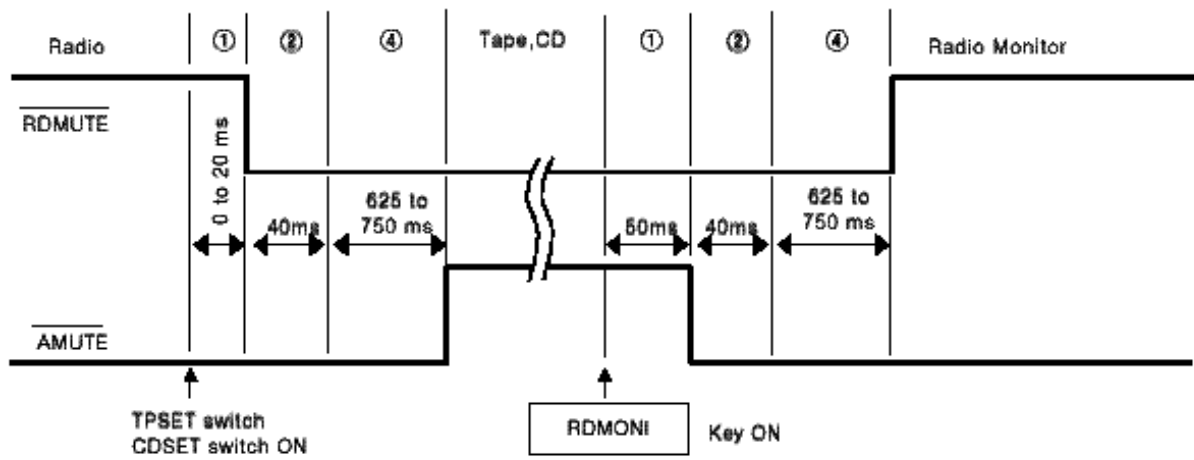 Radio ① ② ④ Tape,CD ① ② ④ Radio Monitor
RDMUTE
0 to 20 ms
40ms
625 to
750 ms
50ms
40ms
625 to
750 ms
AMUTE
TPSET switch
CDSET switch ON
RDMONI
Key ON